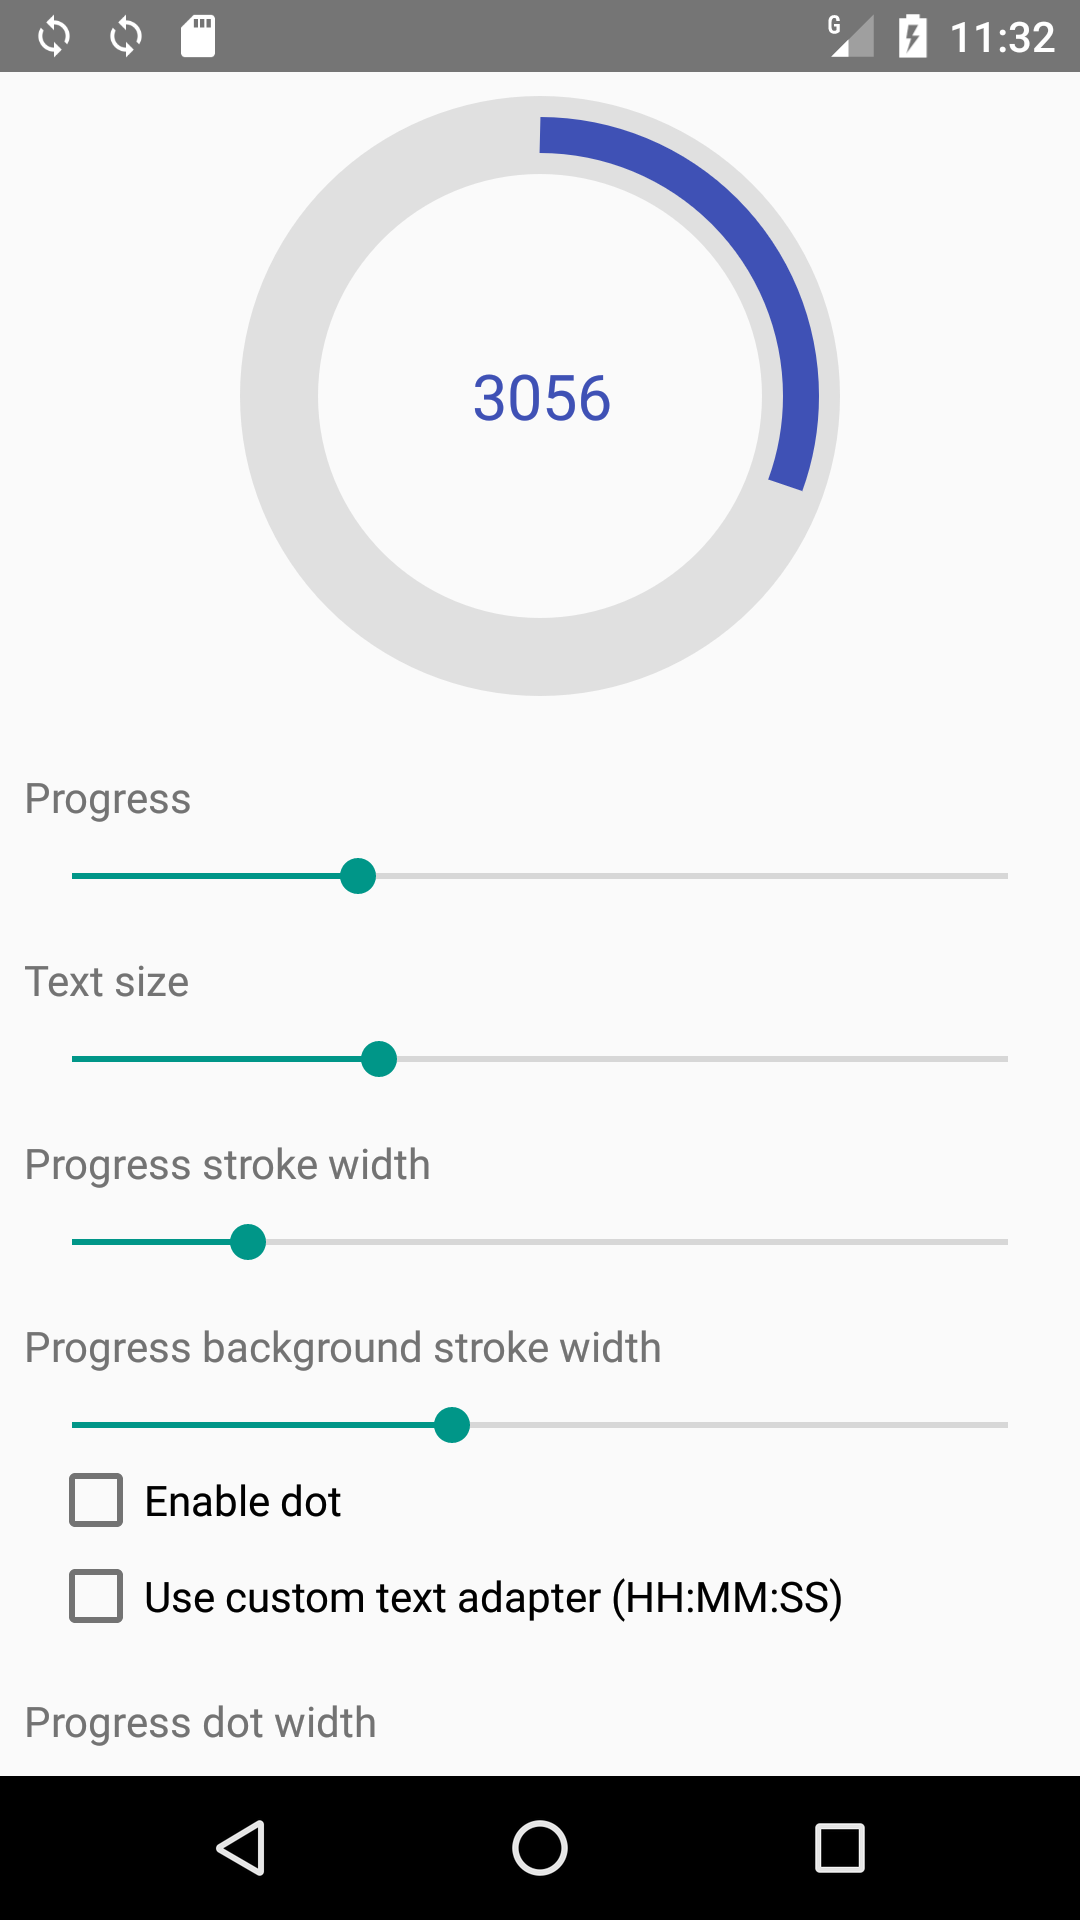 G 11:32
3056
Progress
Text size
Progress stroke width
Progress background stroke width
Enable dot
Use custom text adapter (HH:MM:SS)
Progress dot width